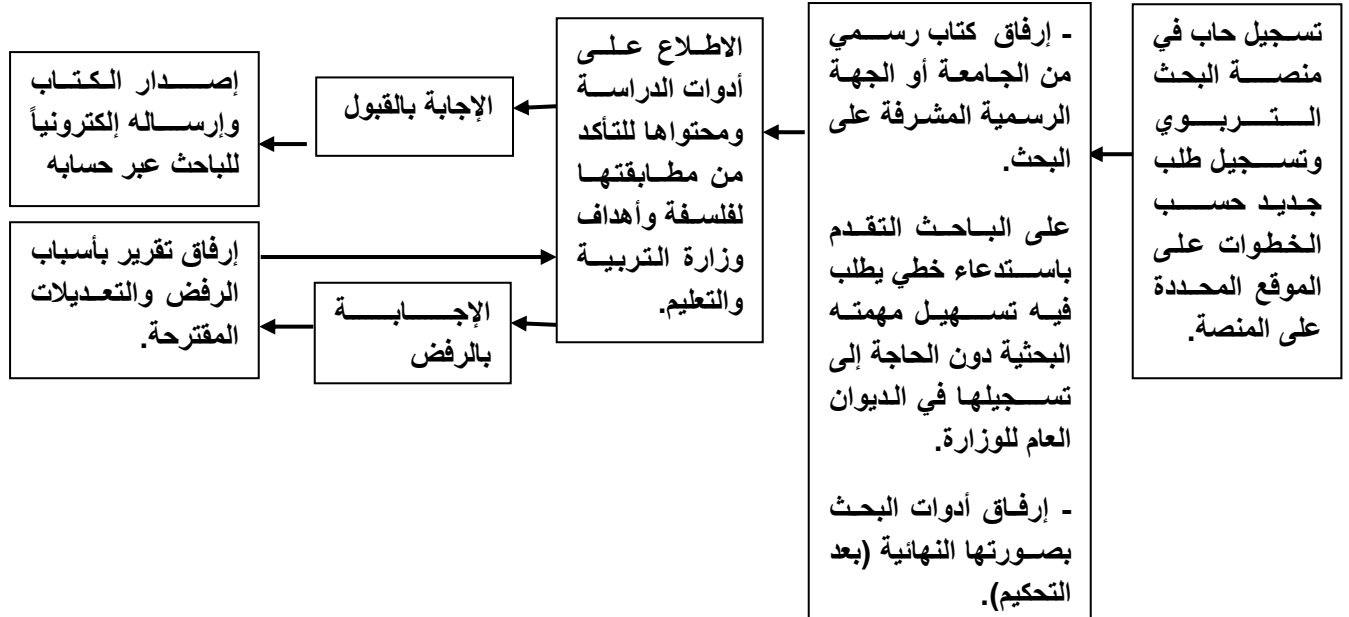 تسجيل حاب في
منصة البحث
التربوي
وتسجيل طلب
جديد حسب
الخطوات على
الموقع المحددة
على المنصة.
- إرفاق كتاب رسمي
من الجامعة أو الجهة
الرسمية المشرفة على
البحث.
على الباحث التقدم
باستدعاء خطي يطلب
فيه تسهيل مهمته
البحثية دون الحاجة إلى
تسجيلها في الديوان
العام للوزارة.
- إرفاق أدوات البحث
بصورتها النهائية (بعد
التحكيم).
الاطلاع على
أدوات الدراسة
ومحتواها للتأكد
من مطابقتها
لفلسفة وأهداف
وزارة التربية
والتعليم.
الإجابة بالقبول
إصدار الكتاب
وإرساله إلكترونياً
للباحث عبر حسابه
الإجابة
بالرفض
إرفاق تقرير بأسباب
الرفض والتعديلات
المقترحة.